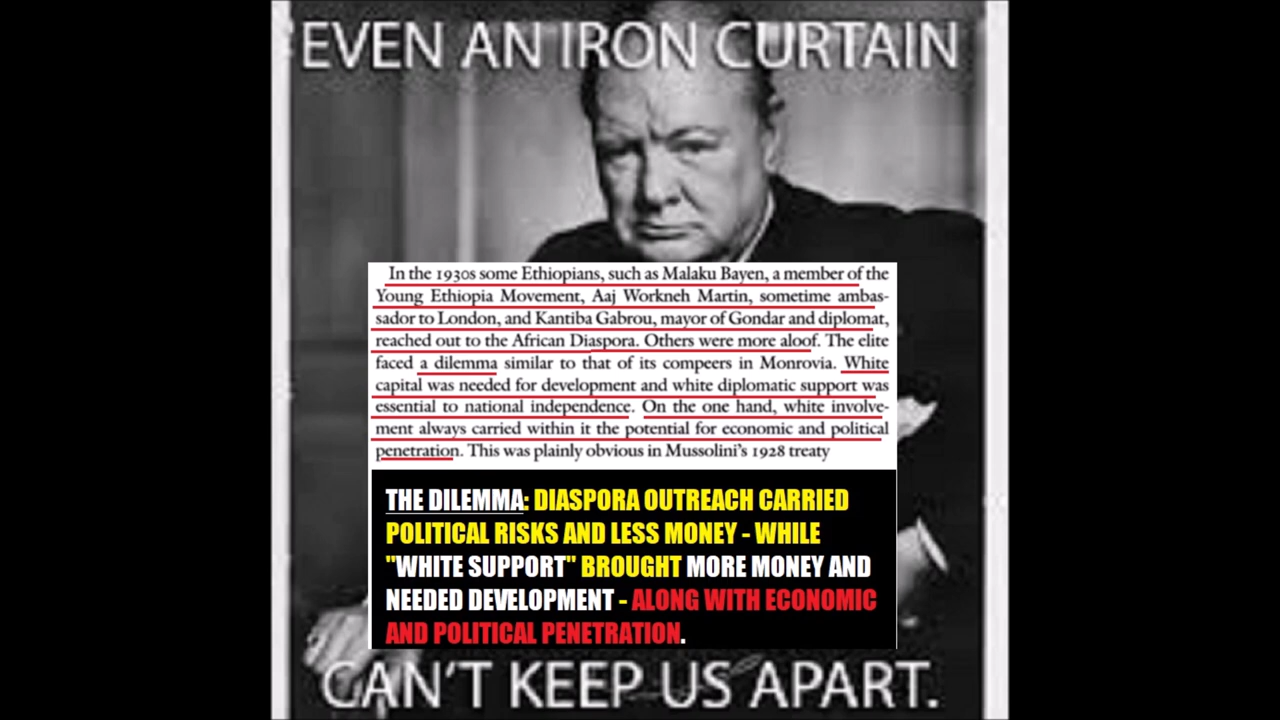 EVEN AN IRON CURTAIN
In the 1930s some Ethiopians, such as Malaku Bayen, a member of the
Young Ethiopia Movement, Aaj Workneh Martin, sometime ambas-
sador to London, and Kantiba Gabrou, mayor of Gondar and diplomat,
reached out to the African Diaspora. Others were more aloof. The elite
faced a dilemma similar to that of its compeers in Monrovia. White
capital was needed for development and white diplomatic support was
essential to national independence. On the one hand, white involve-
ment always carried within it the potential for economic and political
penetration. This was plainly obvious in Mussolini's 1928 treaty
THE DILEMMA: DIASPORA OUTREACH CARRIED
POLITICAL RISKS AND LESS MONEY - WHILE
"WHITE SUPPORT" BROUGHT MORE MONEY AND
NEEDED DEVELOPMENT - ALONG WITH ECONOMIC
AND POLITICAL PENETRATION.
CAN'T KEEP US APART.